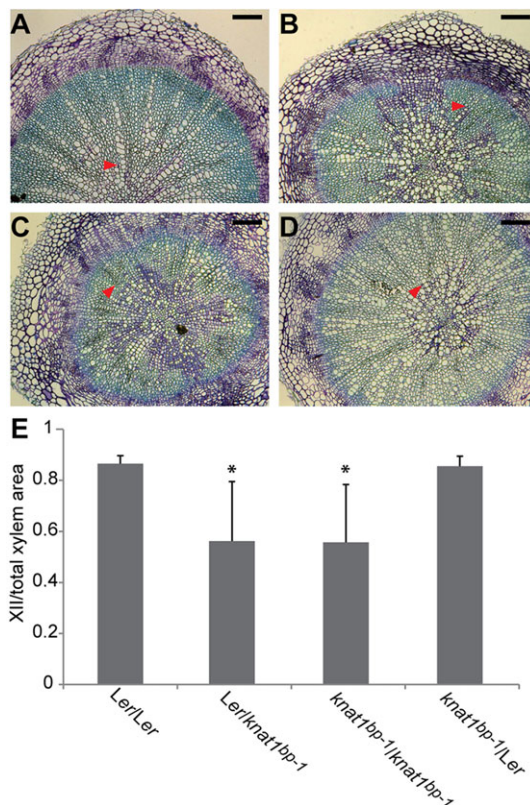 A
B
C
D
E
XII/total xylem area
1
0.8
0.6
0.4
0.2
0
*
*
Ler/Ler
Ler/knat1bp-1
knat1bp-1/knat1bp-1
knat1bp-1/Ler